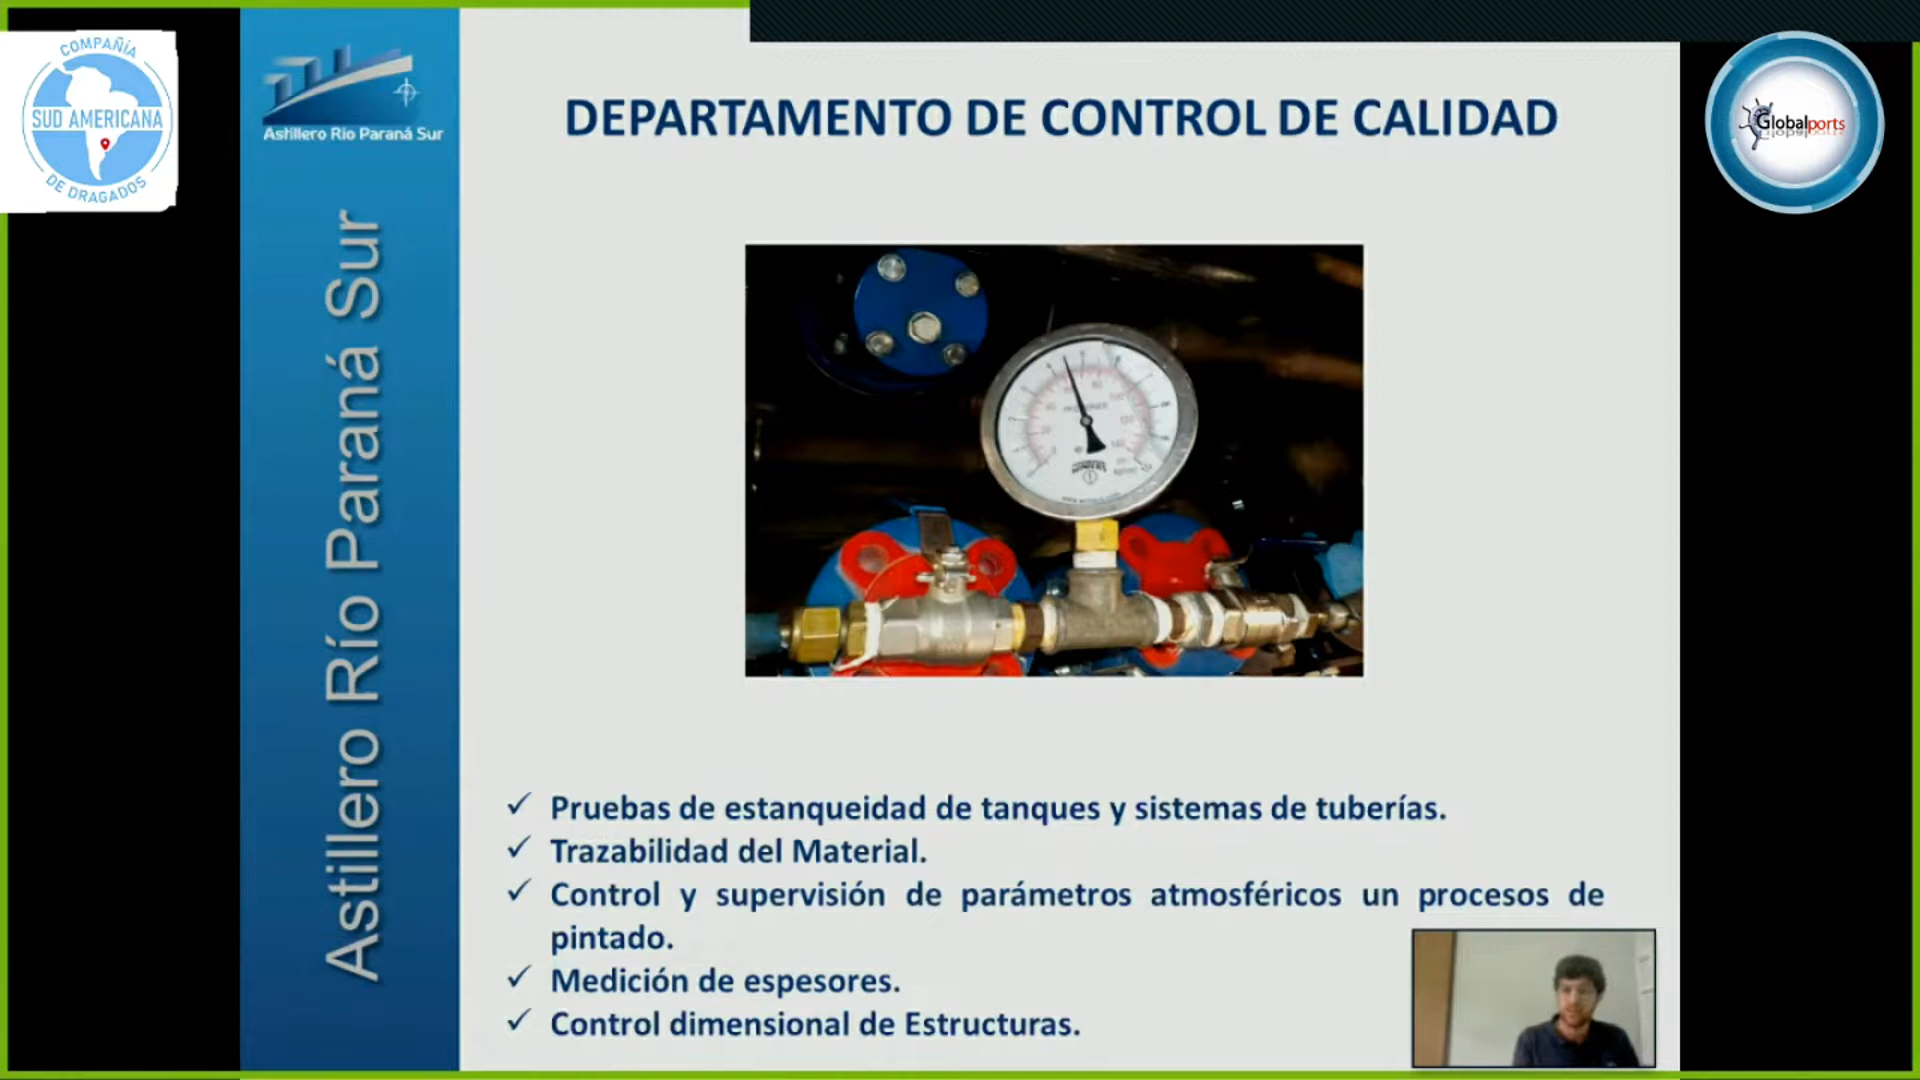 COMPAÑÍA
SUD AMERICANA
DE DRAGADOS
Astillero Río Paraná Sur
Astillero Río Paraná Sur
DEPARTAMENTO DE CONTROL DE CALIDAD
Globalports
Pruebas de estanqueidad de tanques y sistemas de tuberías.
Trazabilidad del Material.
Control y supervisión de parámetros atmosféricos un procesos de
pintado.
Medición de espesores.
Control dimensional de Estructuras.